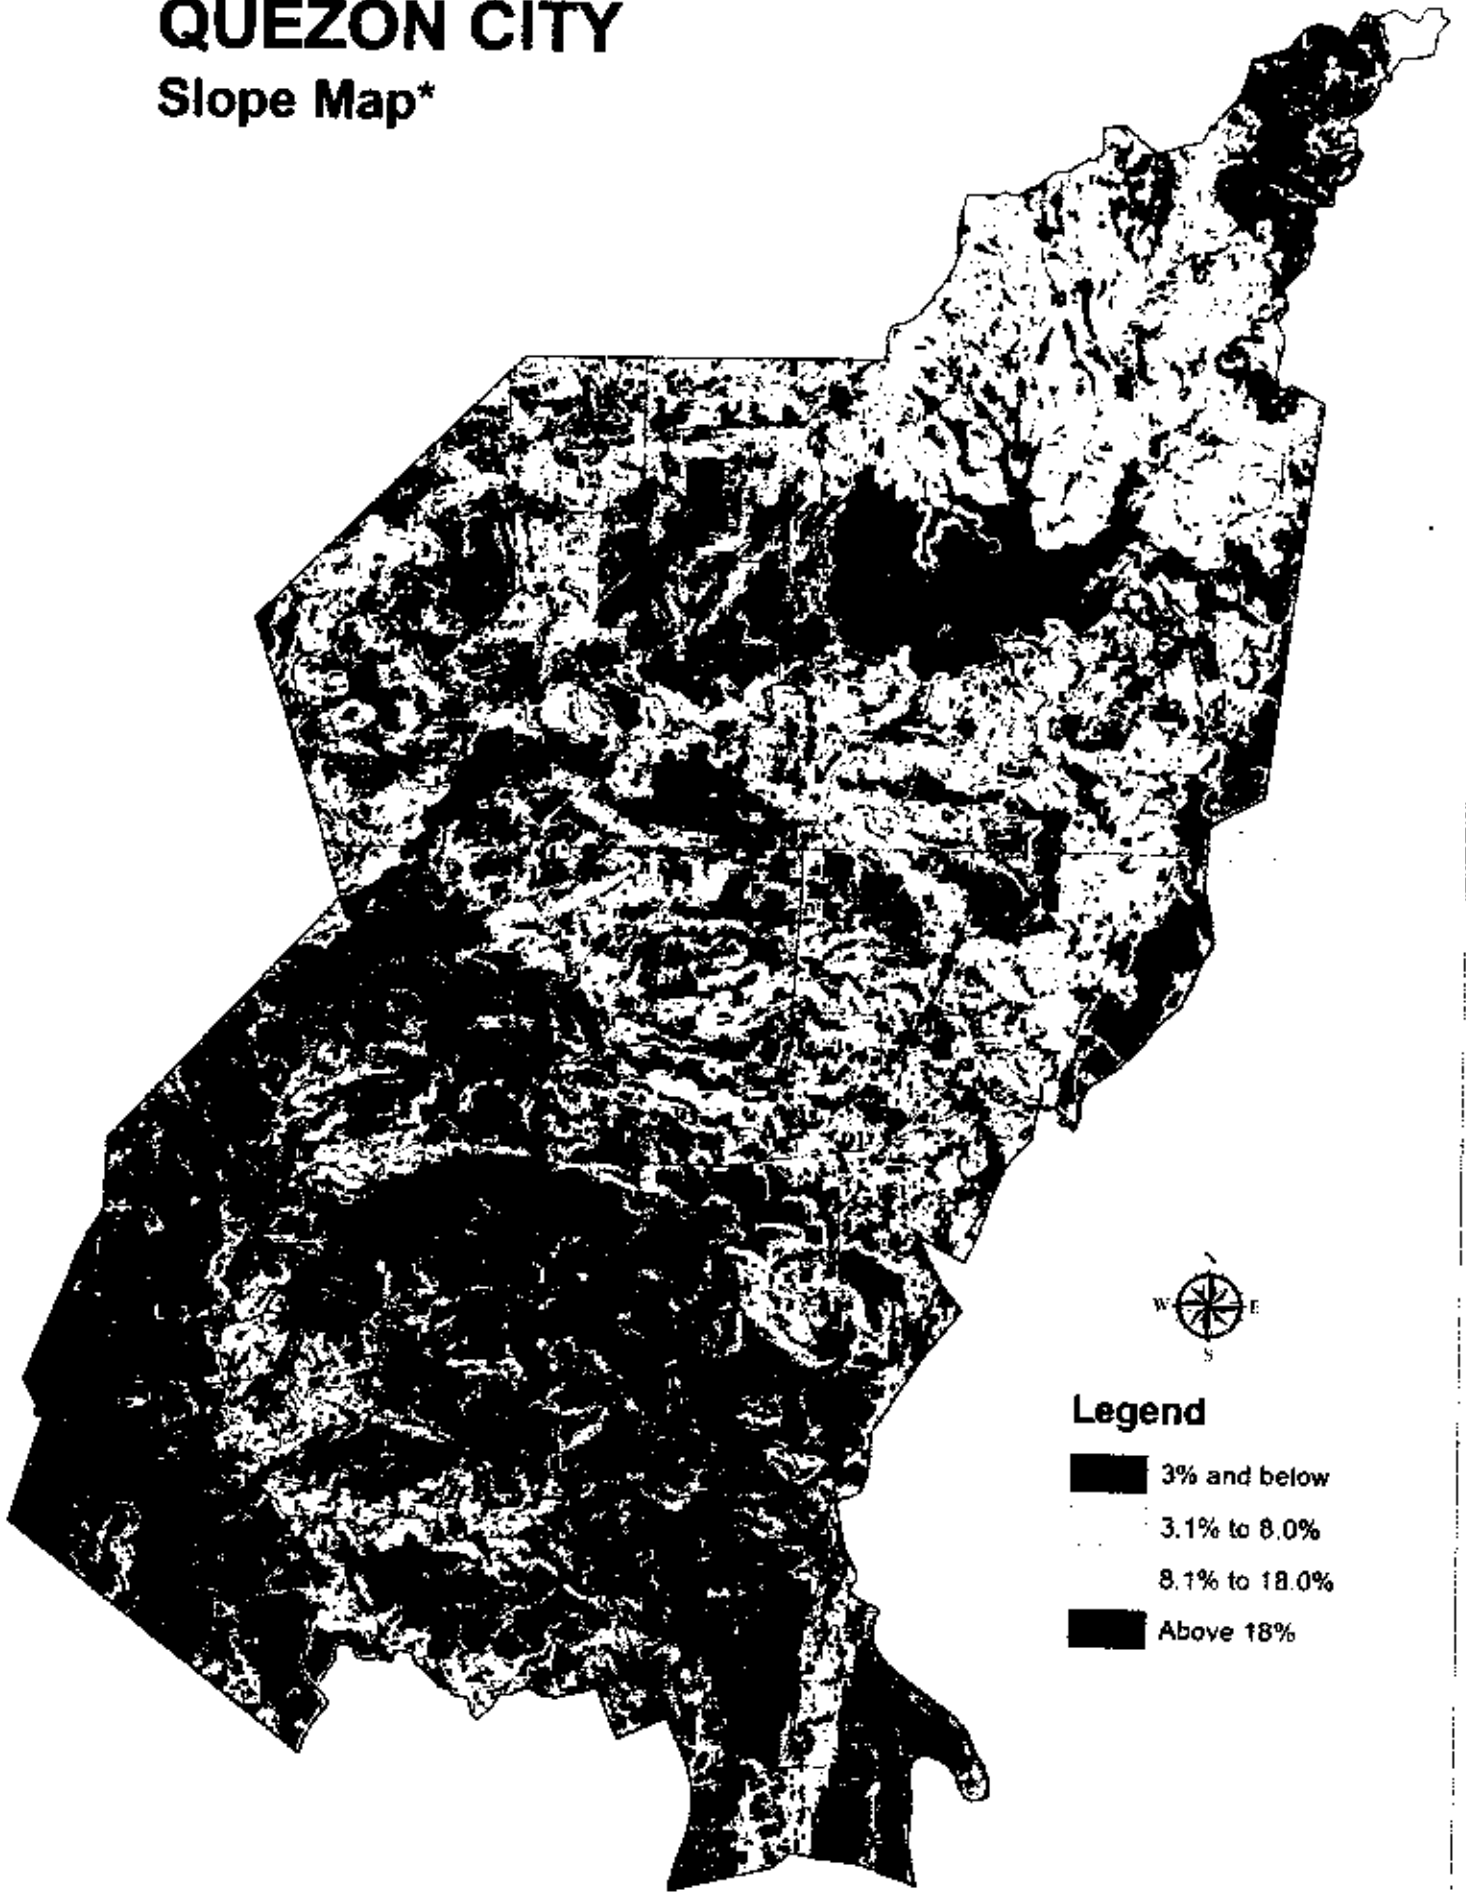 QUEZON CITY
Slope Map*
W
E
S
Legend
3% and below
3.1% to 8.0%
8.1% to 18.0%
Above 18%